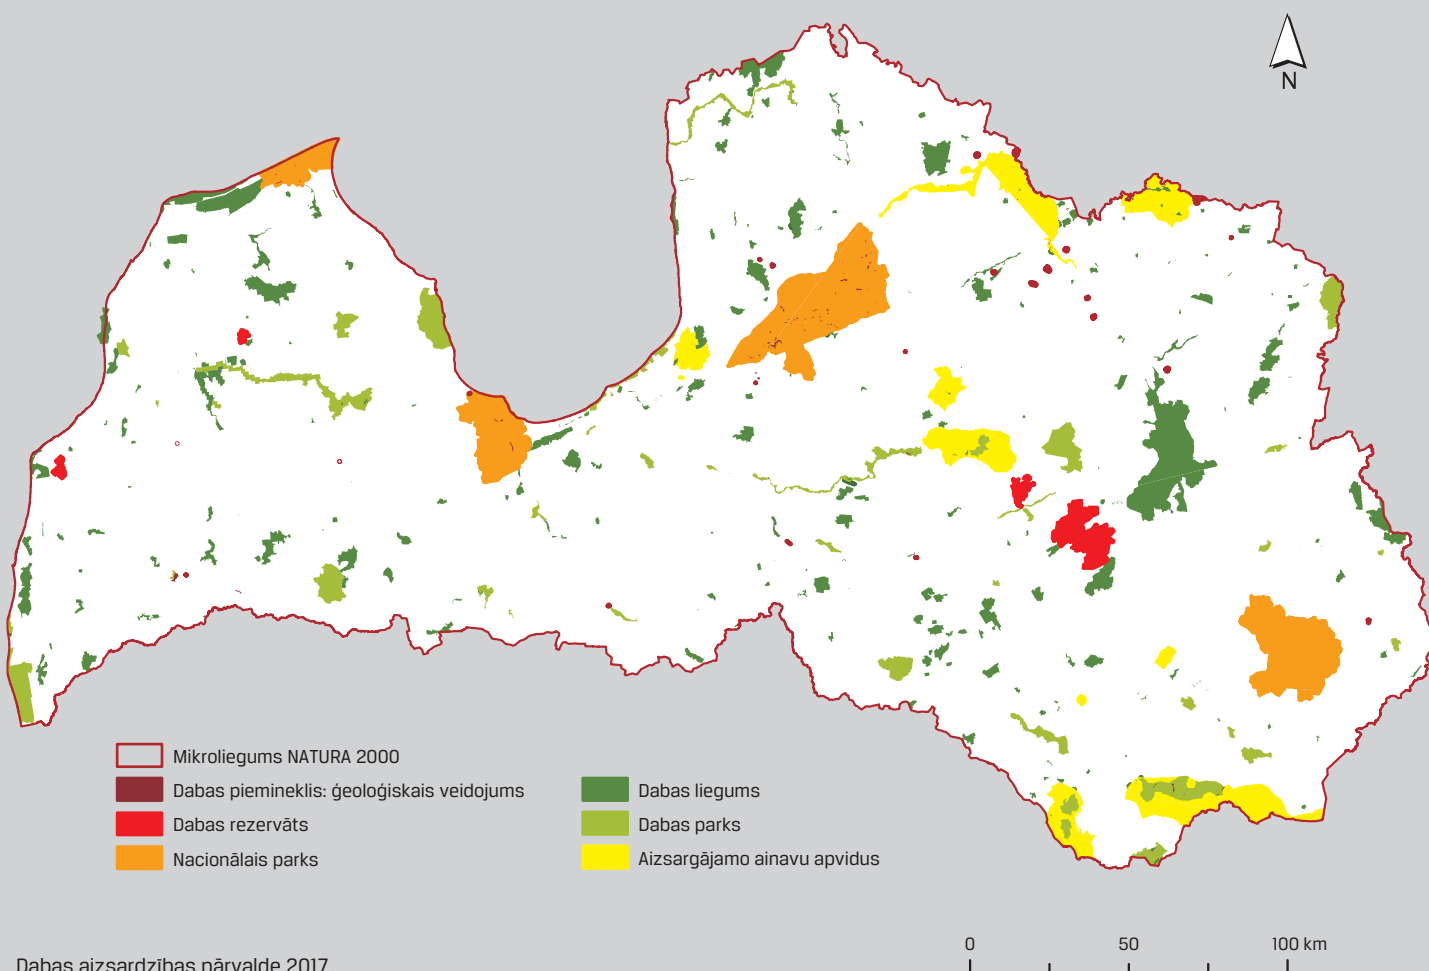 N
Mikroliegums NATURA 2000
Dabas piemineklis: ģeoloģiskais veidojums
Dabas rezervāts
Nacionālais parks
Dabas liegums
Dabas parks
Aizsargājamo ainavu apvidus
0 50 100 km
Dabas aizsardzības pārvalde 2017.